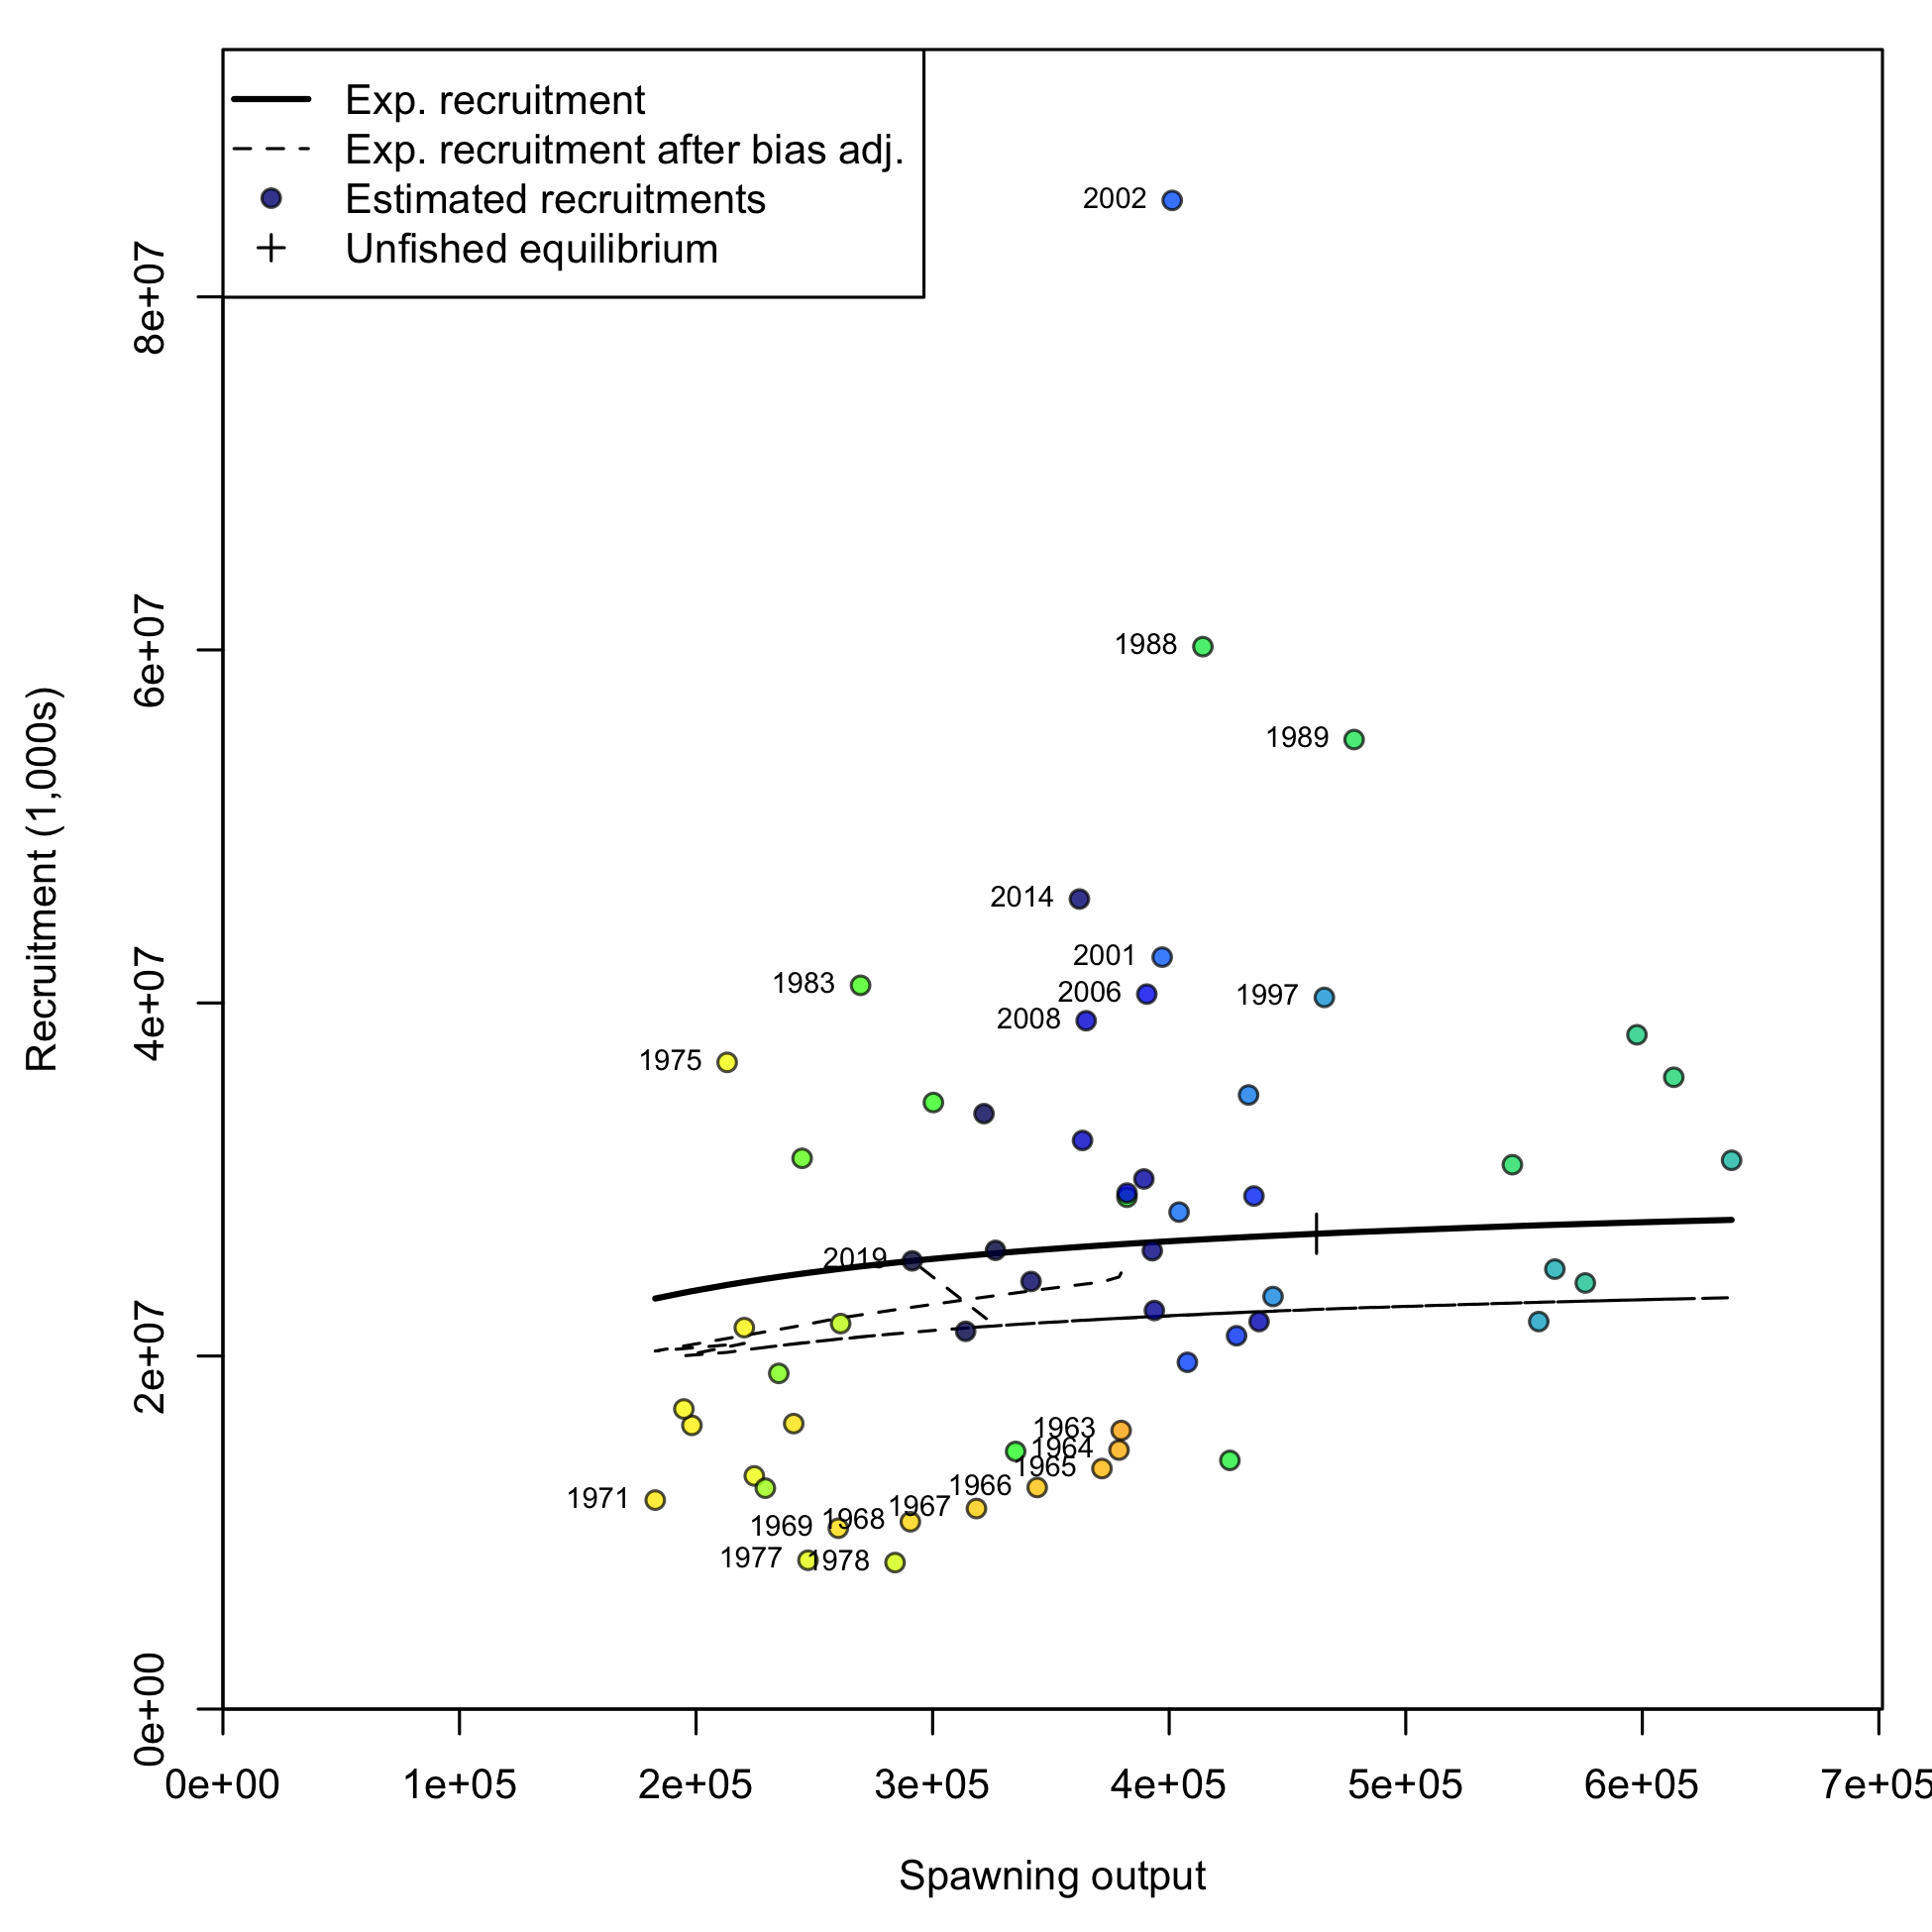 Exp. recruitment
Exp. recruitment after bias adj.
Estimated recruitments
Unfished equilibrium
2002
1988
1989
2014
2001
1983
2006
1997
2008
1975
2019
1963
1964
1965
1966
1971
1967
1968
1969
1977
1978
Recruitment (1,000s)
8e+07
6e+07
4e+07
2e+07
0e+00
0e+00 1e+05 2e+05 3e+05 4e+05 5e+05 6e+05 7e+05
Spawning output